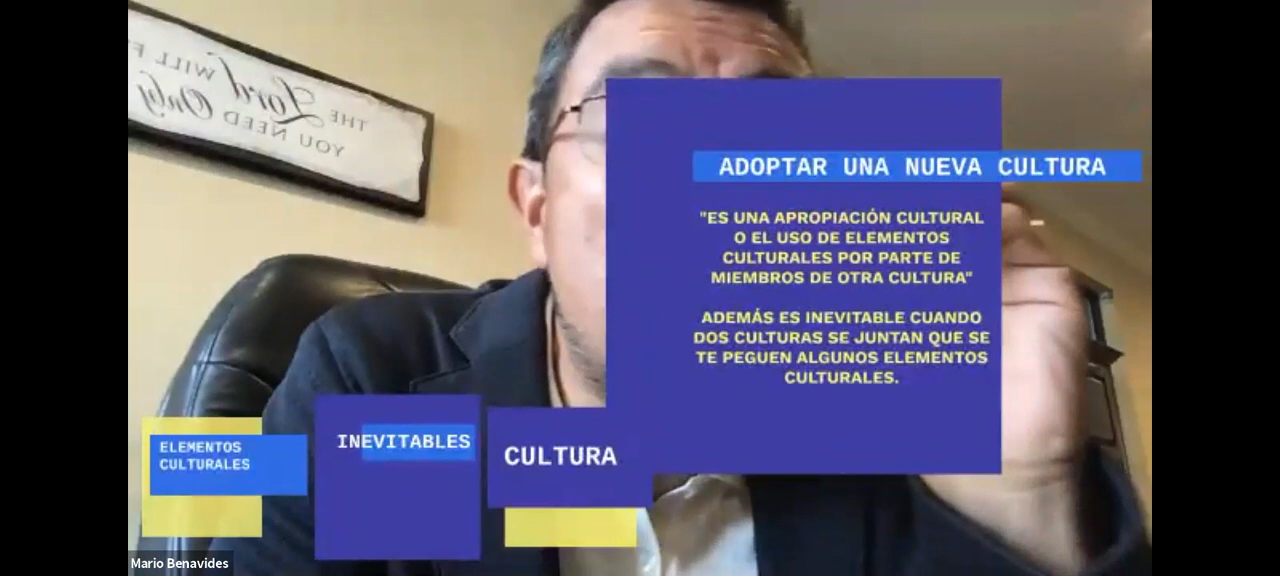 THE Lord WILL F
YOU NEED Only
ADOPTAR UNA NUEVA CULTURA
"ES UNA APROPIACIÓN CULTURAL
O EL USO DE ELEMENTOS
CULTURALES POR PARTE DE
MIEMBROS DE OTRA CULTURA"
ADEMÁS ES INEVITABLE CUANDO
DOS CULTURAS SE JUNTAN QUE SE
TE PEGUEN ALGUNOS ELEMENTOS
CULTURALES.
ELEMENTOS
CULTURALES
INEVITABLES
CULTURA
Mario Benavides